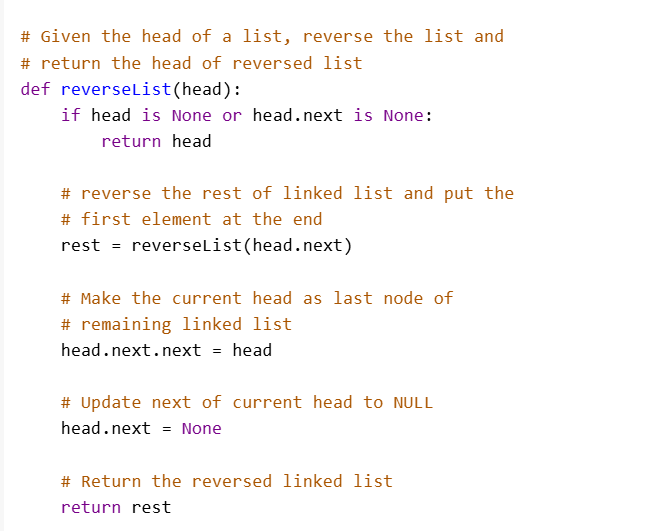 # Given the head of a list, reverse the list and
# return the head of reversed list
def reverseList(head):
    if head is None or head.next is None:
        return head

    # reverse the rest of linked list and put the
    # first element at the end
    rest = reverseList(head.next)

    # Make the current head as last node of
    # remaining linked list
    head.next.next = head

    # Update next of current head to NULL
    head.next = None

    # Return the reversed linked list
    return rest